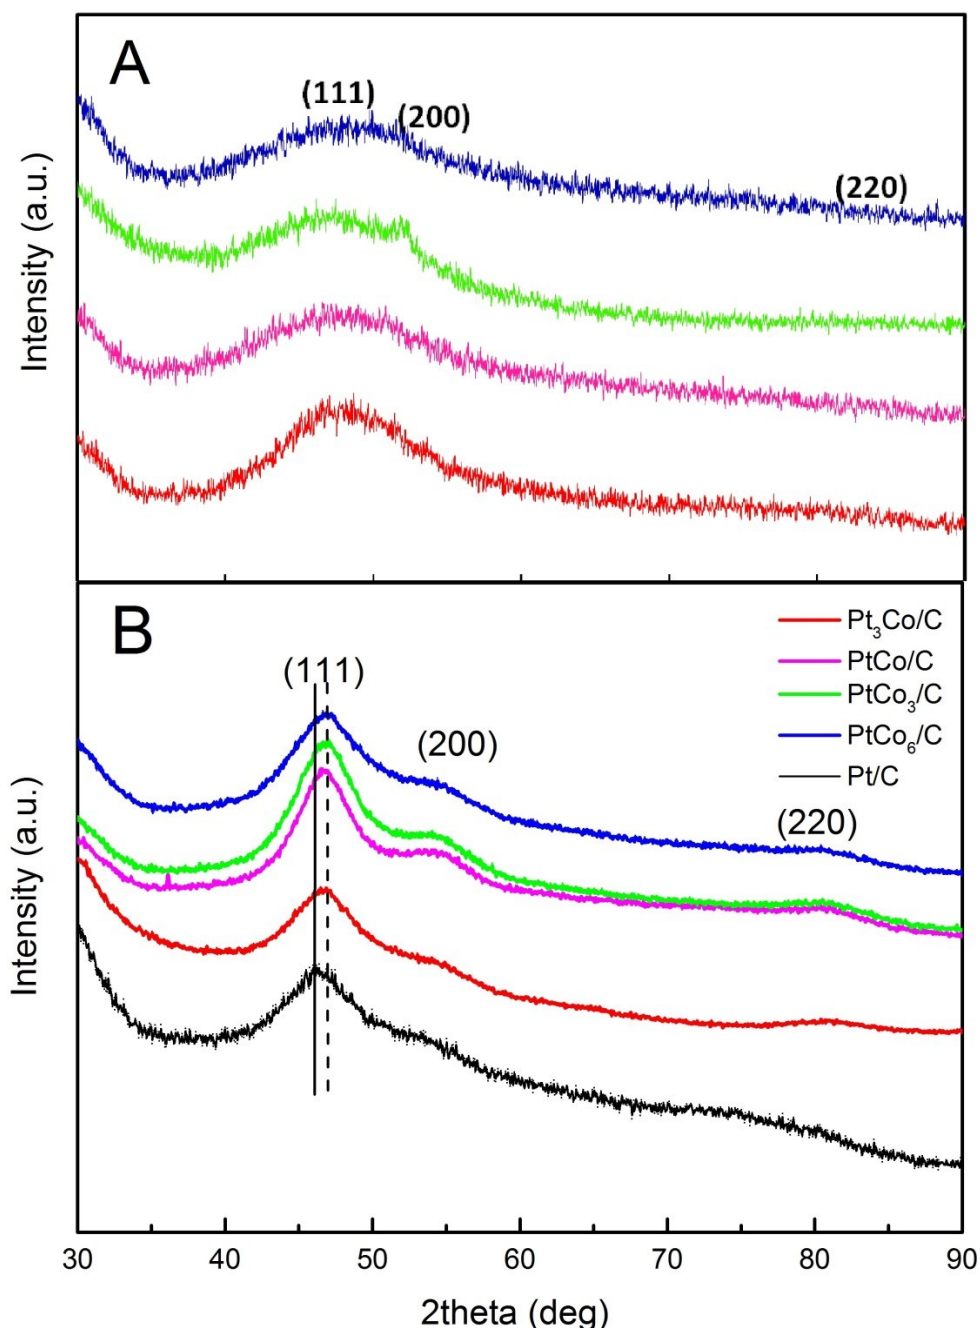 A
(111)
(200)
(220)
Intensity (a.u.)
B
(111)
(200)
(220)
Pt₃Co/C
PtCo/C
PtCo₃/C
PtCo₆/C
Pt/C
Intensity (a.u.)
30 40 50 60 70 80 90
2theta (deg)